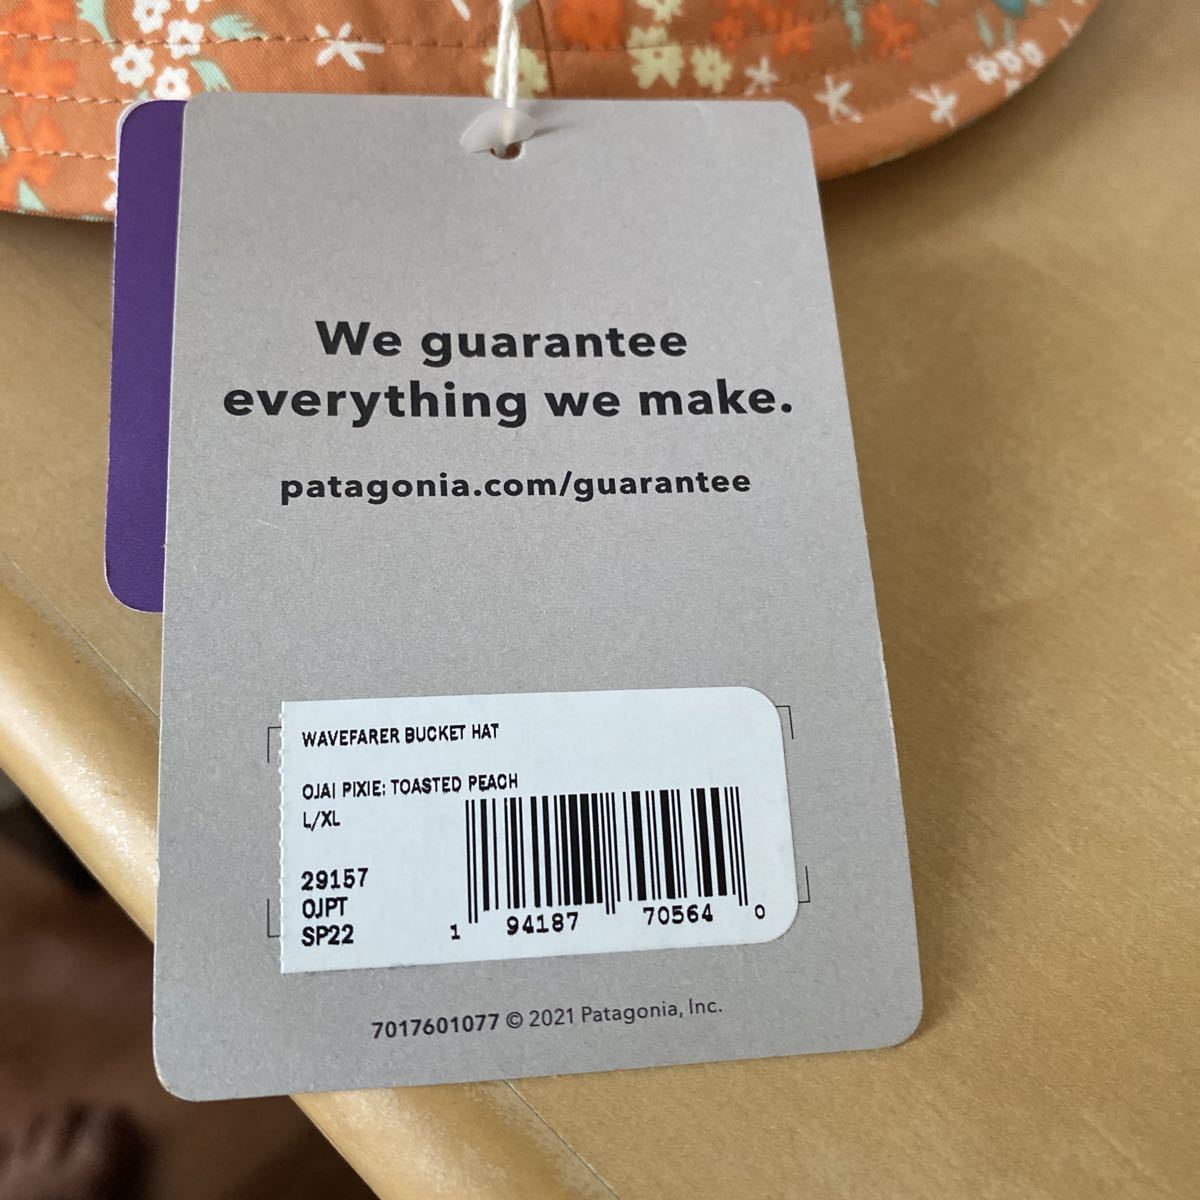 We guarantee
everything we make.
patagonia.com/guarantee
WAVEFARER BUCKET HAT
OJAI PIXIE: TOASTED PEACH
L/XL
29157
OJPT
SP22
1 94187 70564 0
7017601077 © 2021 Patagonia, Inc.